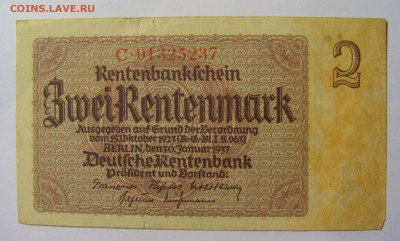 COINS.LAVE.RU
C·01325237
Rentenbankschein
Zwei Rentenmark
2
Ausgegeben auf Grund der Verordnung
vom 15. Oktober 1923 (R-G-Bl. I S. 963)
BERLIN, den 30. Januar 1937
Deutsche Rentenbank
Präsident und Vorstand: